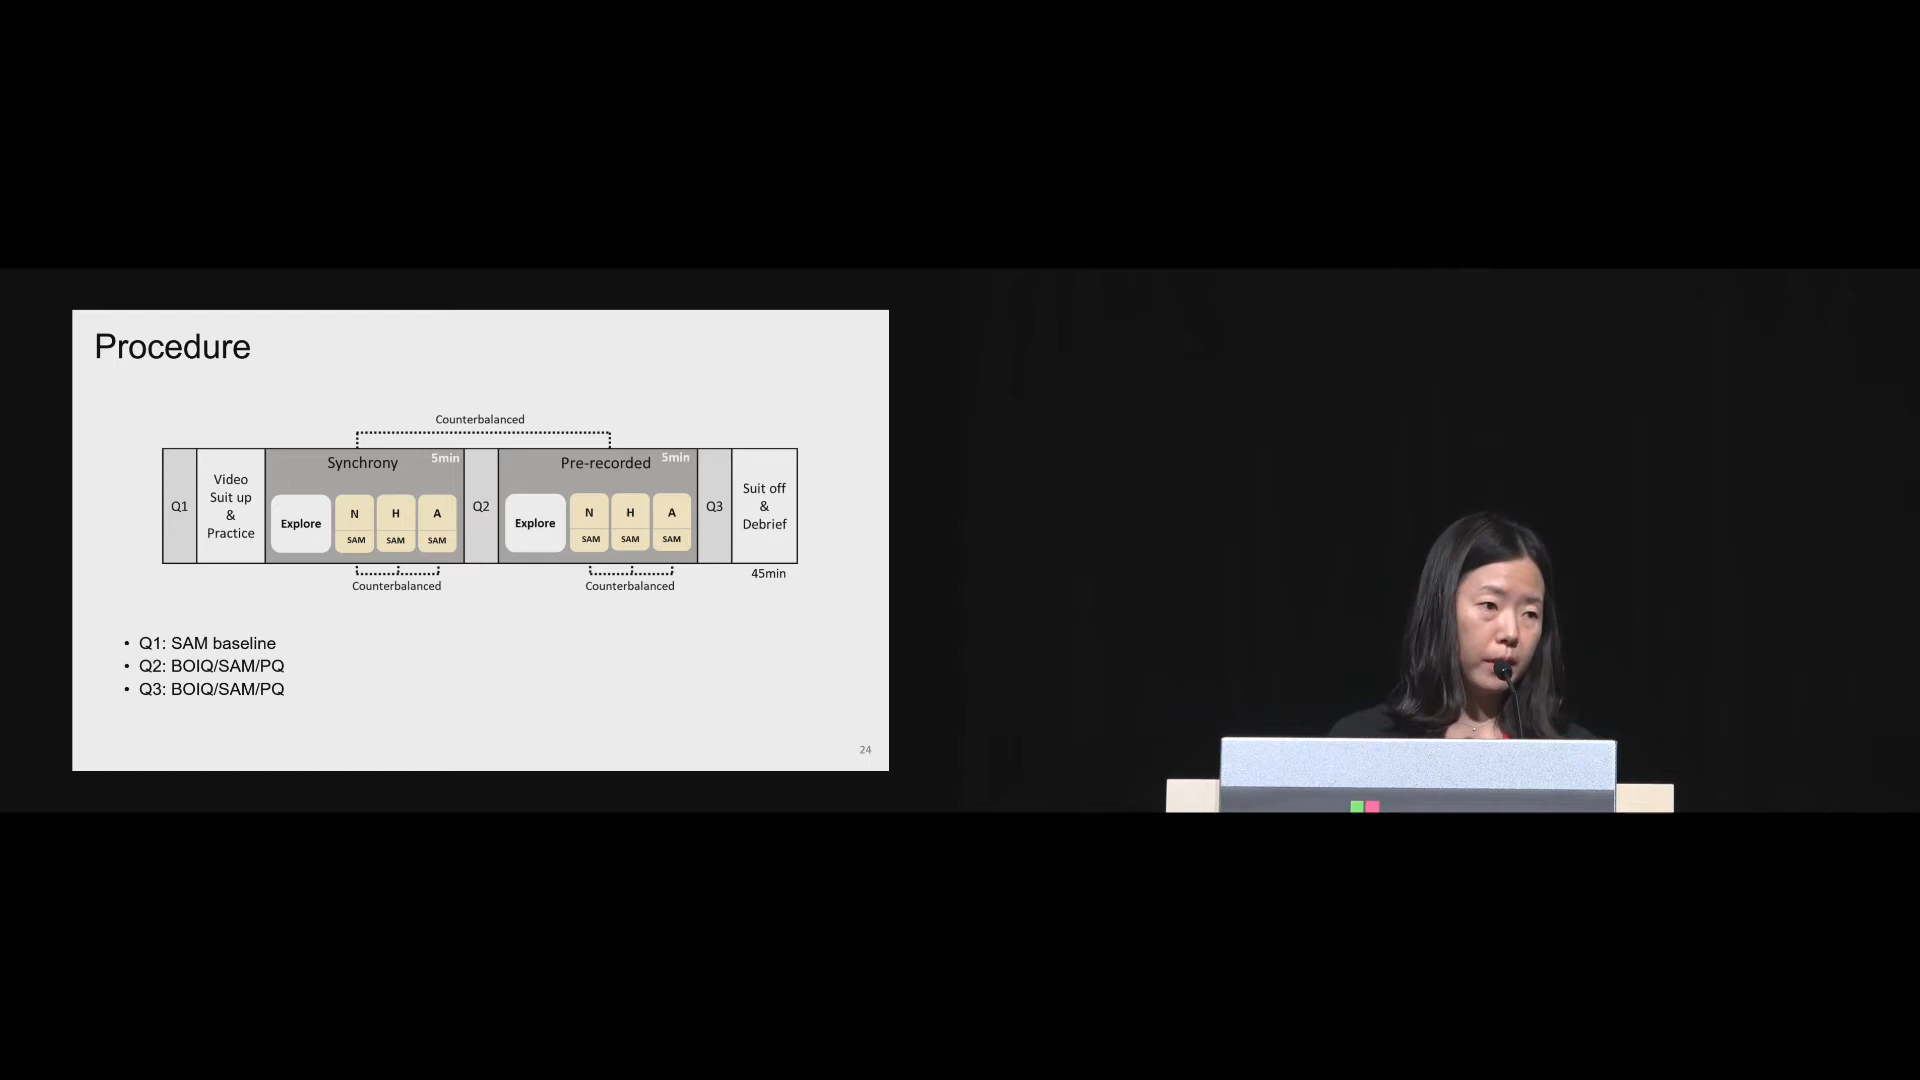 Procedure
Counterbalanced
Synchrony 5min
Pre-recorded 5min
Q1
Video
Suit up
&
Practice
Explore
N H A
SAM SAM SAM
Q2
Explore
N H A
SAM SAM SAM
Q3
Suit off
&
Debrief
Counterbalanced
Counterbalanced
45min
• Q1: SAM baseline
• Q2: BOIQ/SAM/PQ
• Q3: BOIQ/SAM/PQ
24